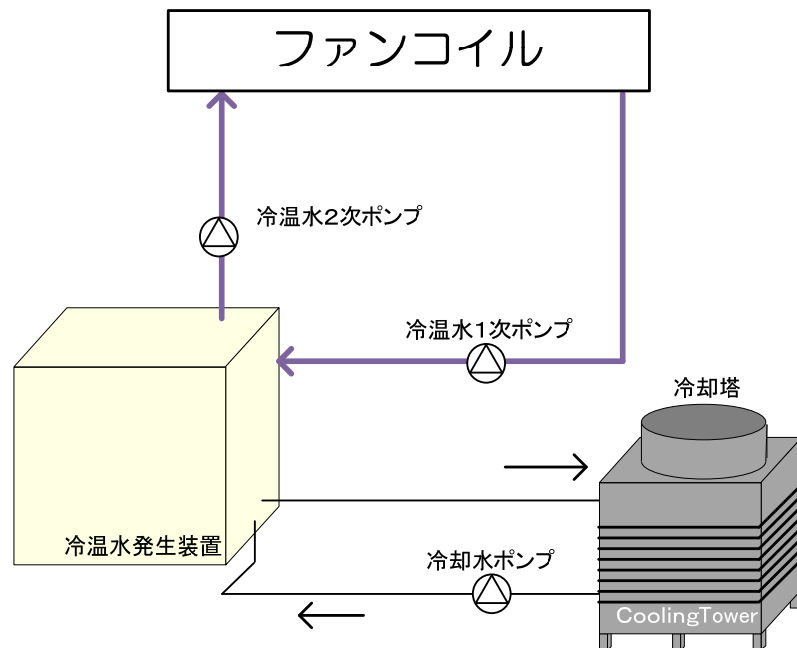 ファンコイル
冷温水２次ポンプ
冷温水１次ポンプ
冷却塔
冷温水発生装置
冷却水ポンプ
CoolingTower